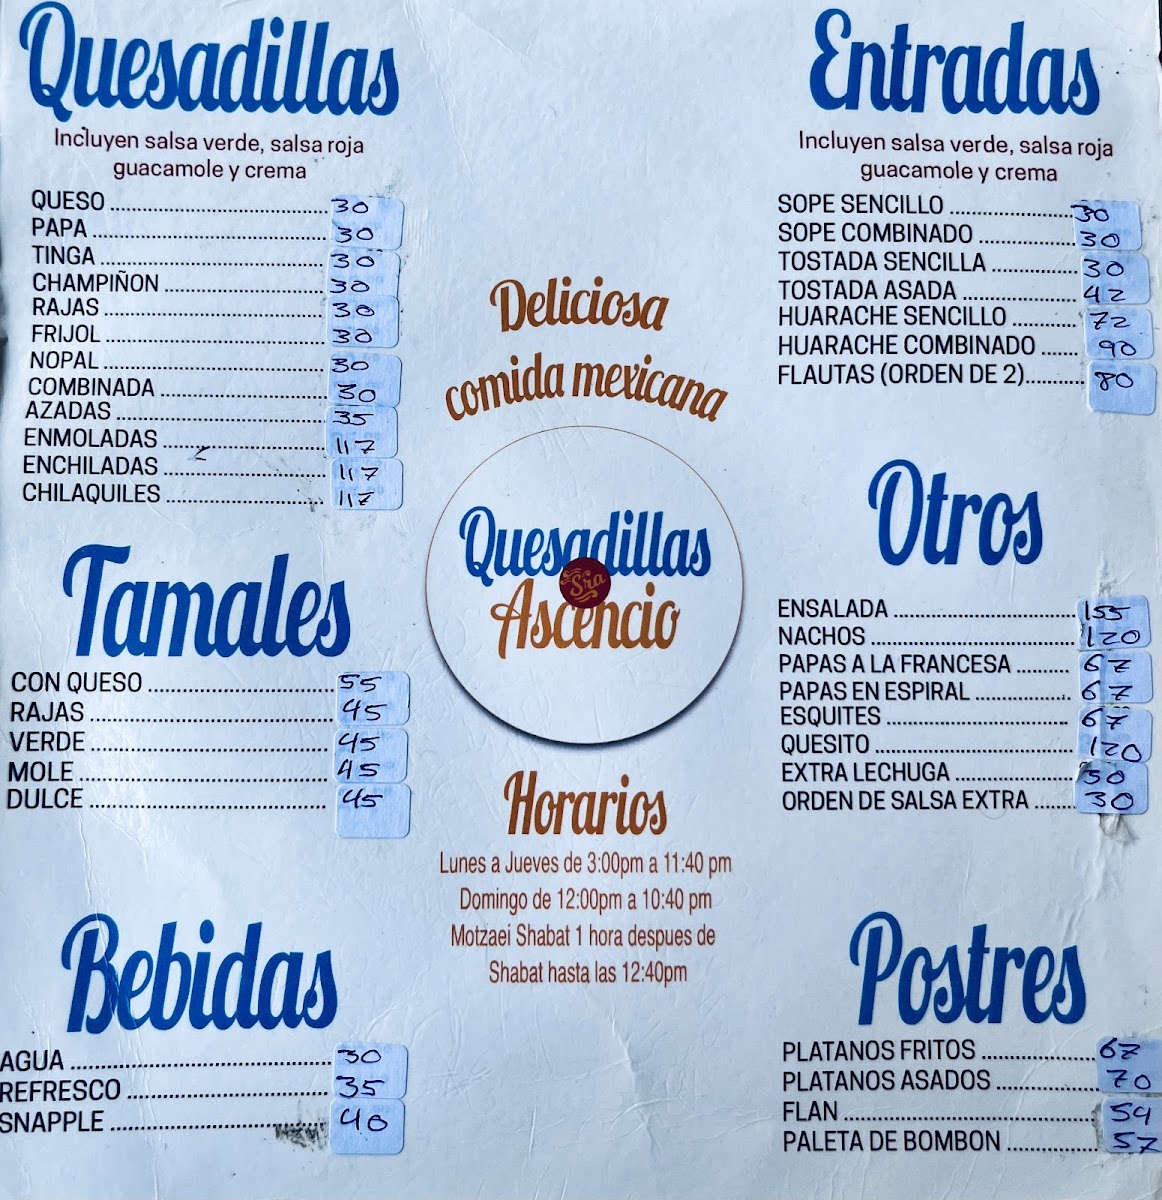 Quesadillas
Incluyen salsa verde, salsa roja
guacamole y crema
QUESO 30
PAPA 30
TINGA 30
CHAMPIÑON 30
RAJAS 30
FRIJOL 30
NOPAL 30
COMBINADA 30
AZADAS 35
ENMOLADAS 117
ENCHILADAS 117
CHILAQUILES 117
Tamales
CON QUESO 55
RAJAS 45
VERDE 45
MOLE 45
DULCE 45
Bebidas
AGUA 30
REFRESCO 35
SNAPPLE 40
Deliciosa
comida mexicana
Quesadillas
Sra
Ascencio
Horarios
Lunes a Jueves de 3:00pm a 11:40 pm
Domingo de 12:00pm a 10:40 pm
Motzaei Shabat 1 hora despues de
Shabat hasta las 12:40pm
Entradas
Incluyen salsa verde, salsa roja
guacamole y crema
SOPE SENCILLO 30
SOPE COMBINADO 30
TOSTADA SENCILLA 30
TOSTADA ASADA 42
HUARACHE SENCILLO 72
HUARACHE COMBINADO 90
FLAUTAS (ORDEN DE 2) 80
Otros
ENSALADA 155
NACHOS 120
PAPAS A LA FRANCESA 67
PAPAS EN ESPIRAL 67
ESQUITES 67
QUESITO 120
EXTRA LECHUGA 50
ORDEN DE SALSA EXTRA 30
Postres
PLATANOS FRITOS 67
PLATANOS ASADOS 70
FLAN 54
PALETA DE BOMBON 57